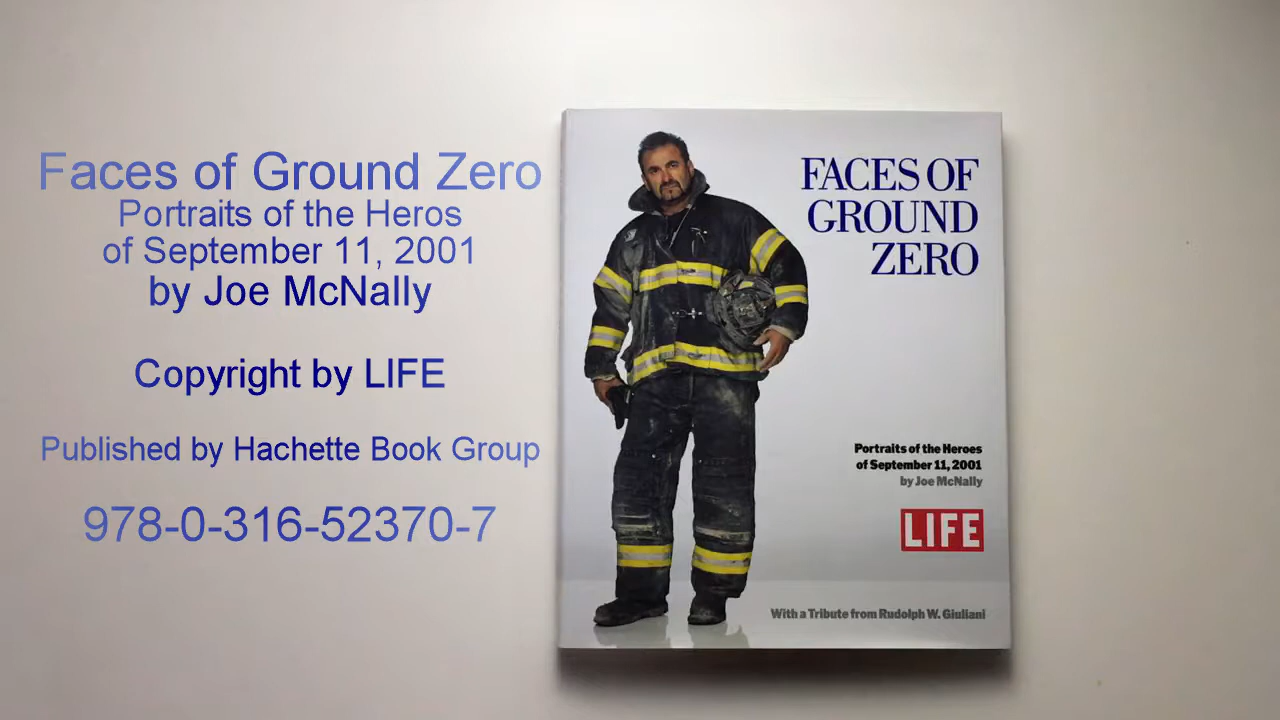 Faces of Ground Zero
Portraits of the Heros
of September 11, 2001
by Joe McNally
Copyright by LIFE
Published by Hachette Book Group
978-0-316-52370-7
FACES OF
GROUND
ZERO
Portraits of the Heroes
of September 11, 2001
by Joe McNally
LIFE
With a Tribute from Rudolph W. Giuliani